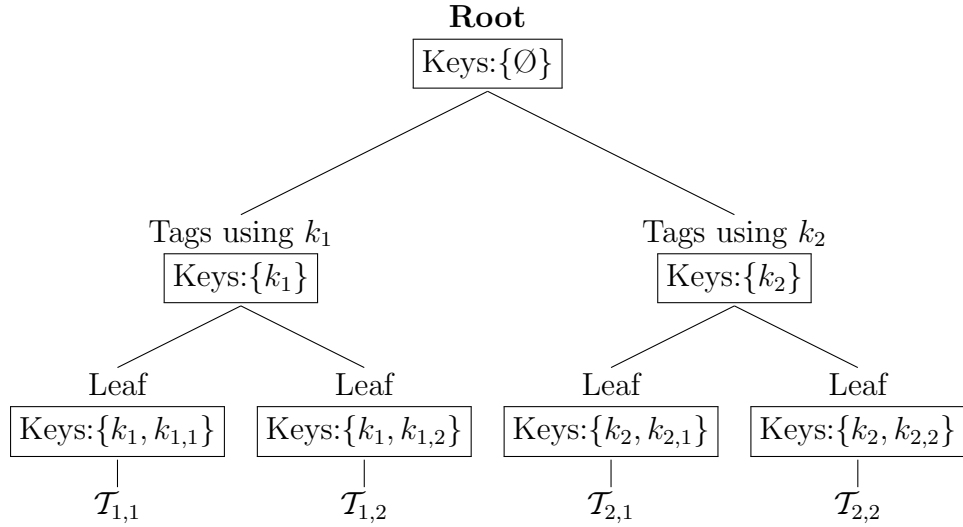 Root
Keys:{Ø}
Tags using k₁ Tags using k₂
Keys:{k₁} Keys:{k₂}
Leaf Leaf Leaf Leaf
Keys:{k₁, k₁,₁} Keys:{k₁, k₁,₂} Keys:{k₂, k₂,₁} Keys:{k₂, k₂,₂}
𝒯₁,₁ 𝒯₁,₂ 𝒯₂,₁ 𝒯₂,₂